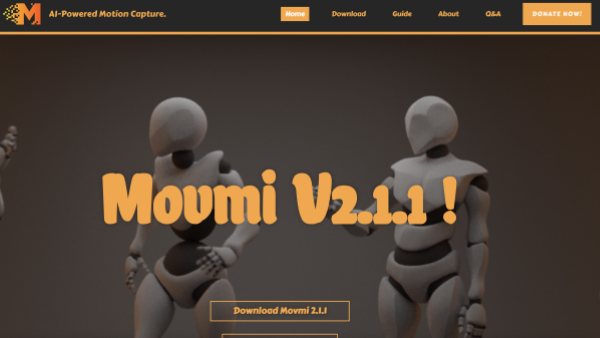 M AI-Powered Motion Capture.
Home Download Guide About Q&A DONATE NOW!
Movmi V2.1.1 !
Download Movmi 2.1.1